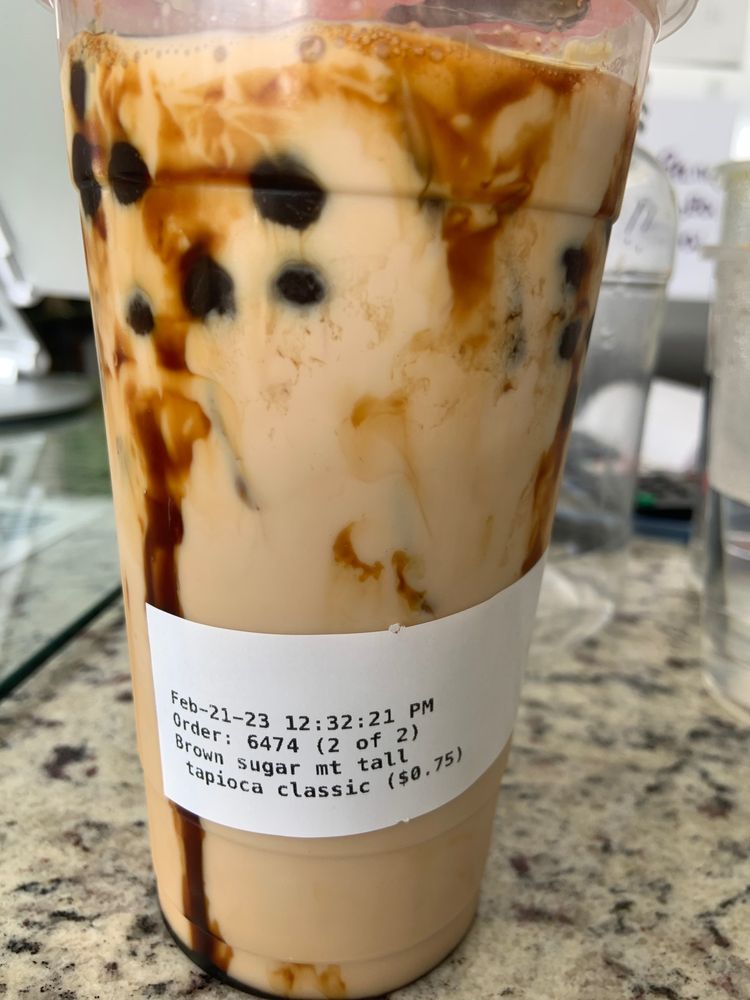 Feb-21-23 12:32:21 PM
Order: 6474 (2 of 2)
Brown sugar mt tall
tapioca classic ($0.75)